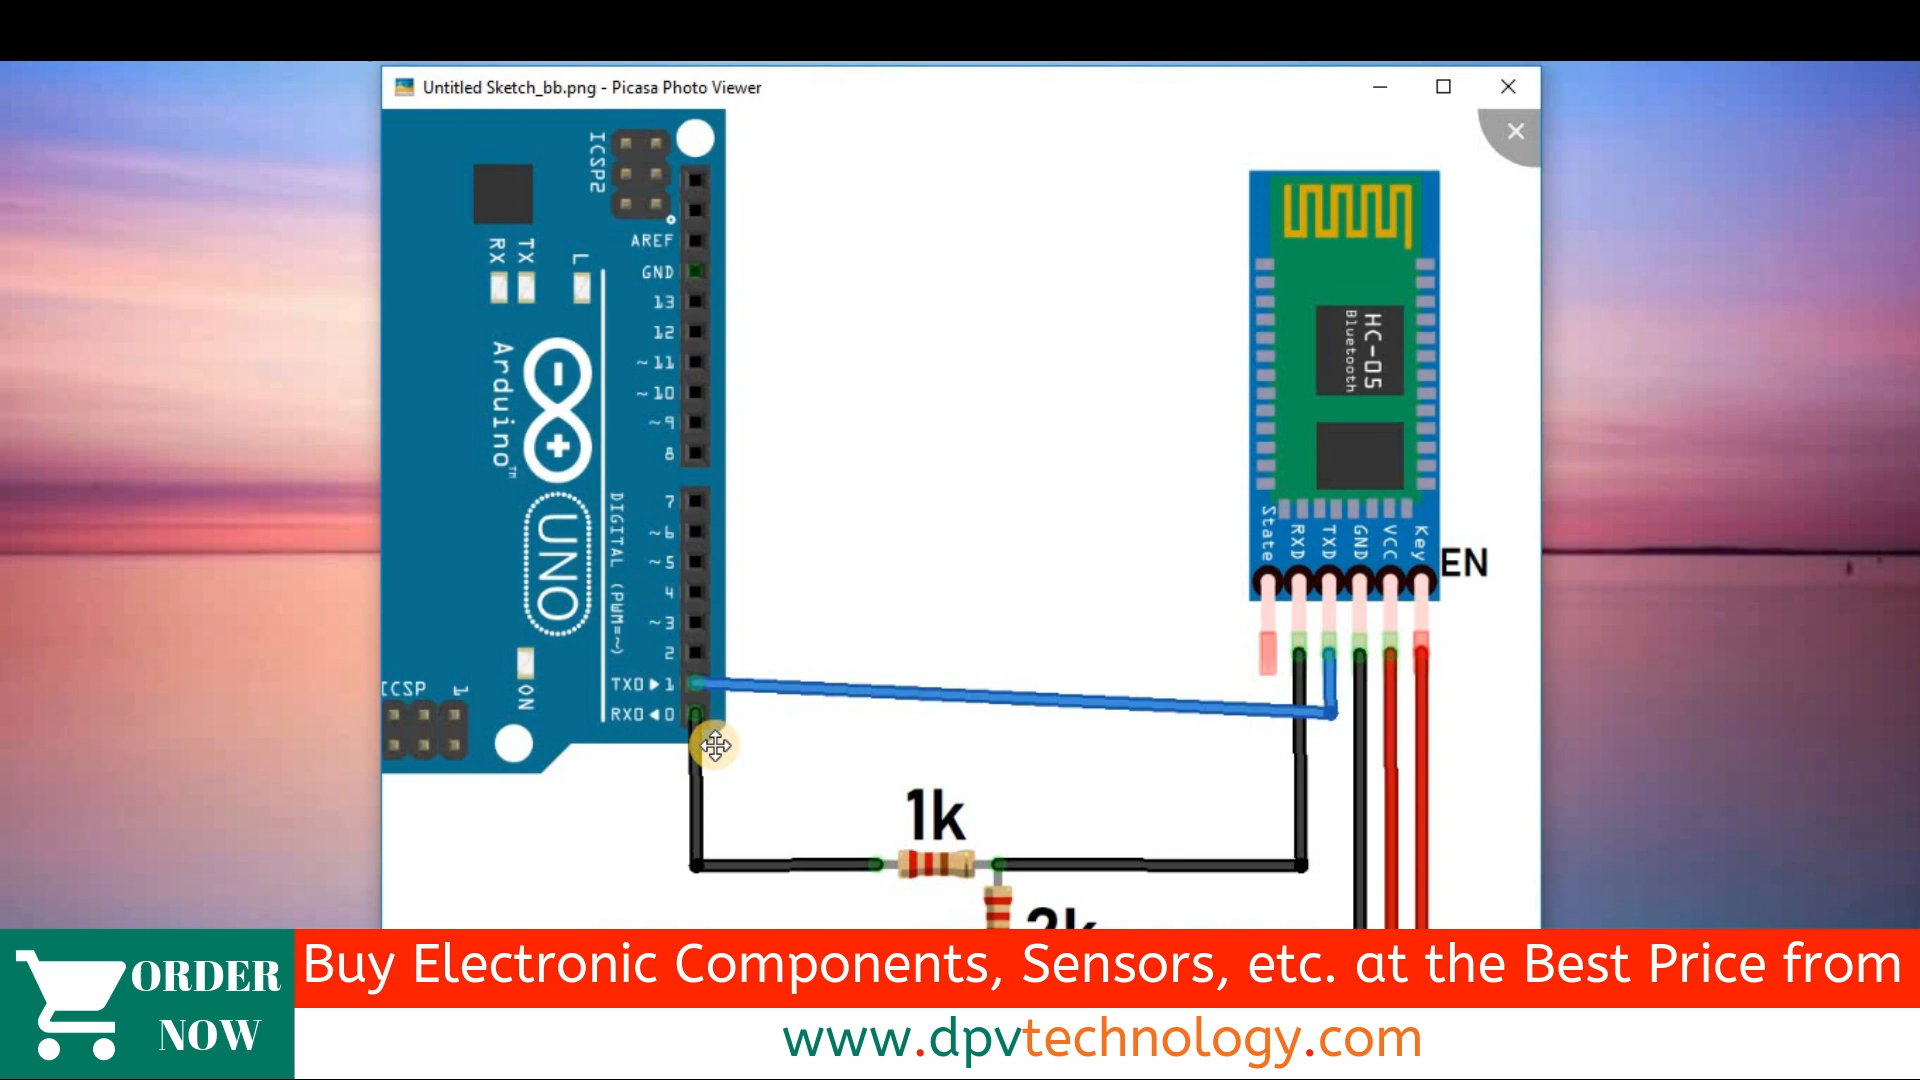 Untitled Sketch_bb.png - Picasa Photo Viewer
ICSP2
AREF
GND
RX
TX
L
13
12
~11
~10
~9
8
Arduino™
UNO
DIGITAL (PWM=~)
7
~6
~5
4
~3
2
TX0▶1
RX0◀0
ICSP
1
ON
HC-05
Bluetooth
State
RXD
TXD
GND
VCC
Key
EN
1k
ORDER
NOW
Buy Electronic Components, Sensors, etc. at the Best Price from
www.dpvtechnology.com